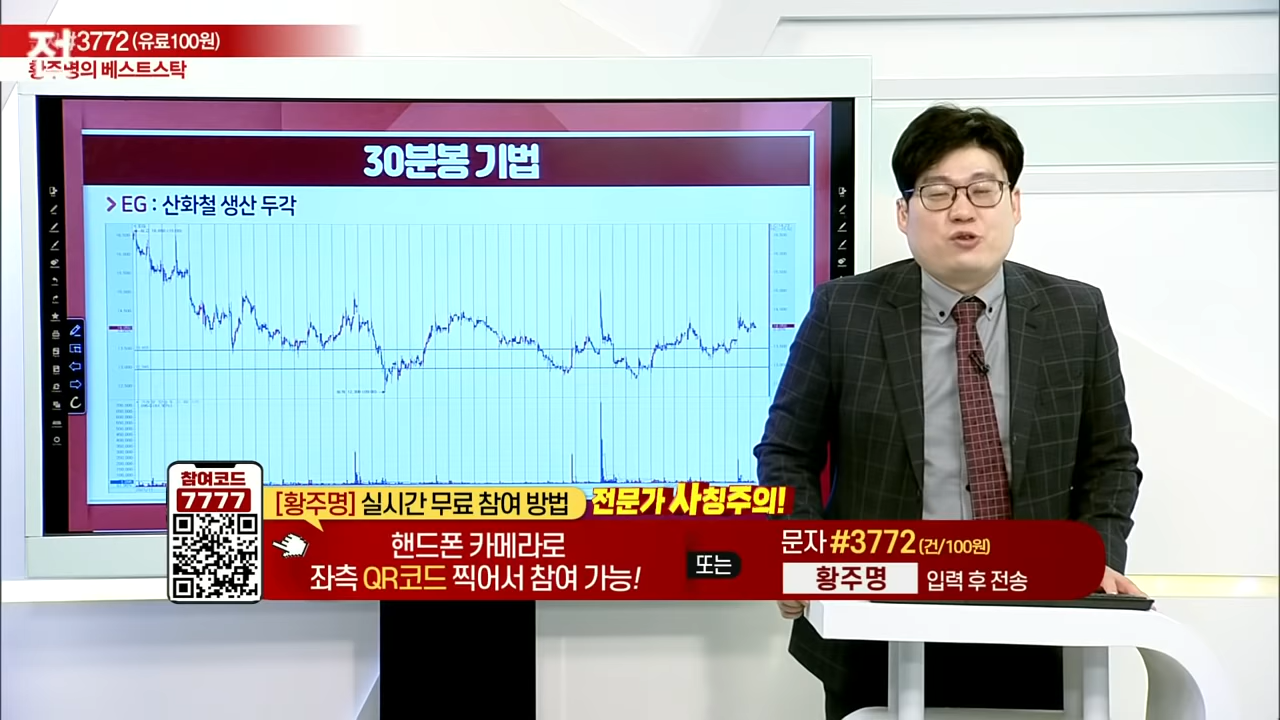 #3772 (유료100원)
황주명의 베스트스탁
30분봉 기법
> EG : 산화철 생산 두각
참여코드
7777
[황주명] 실시간 무료 참여 방법
전문가 사칭주의!
핸드폰 카메라로
좌측 QR코드 찍어서 참여 가능!
또는
문자 #3772 (건/100원)
황주명 입력 후 전송